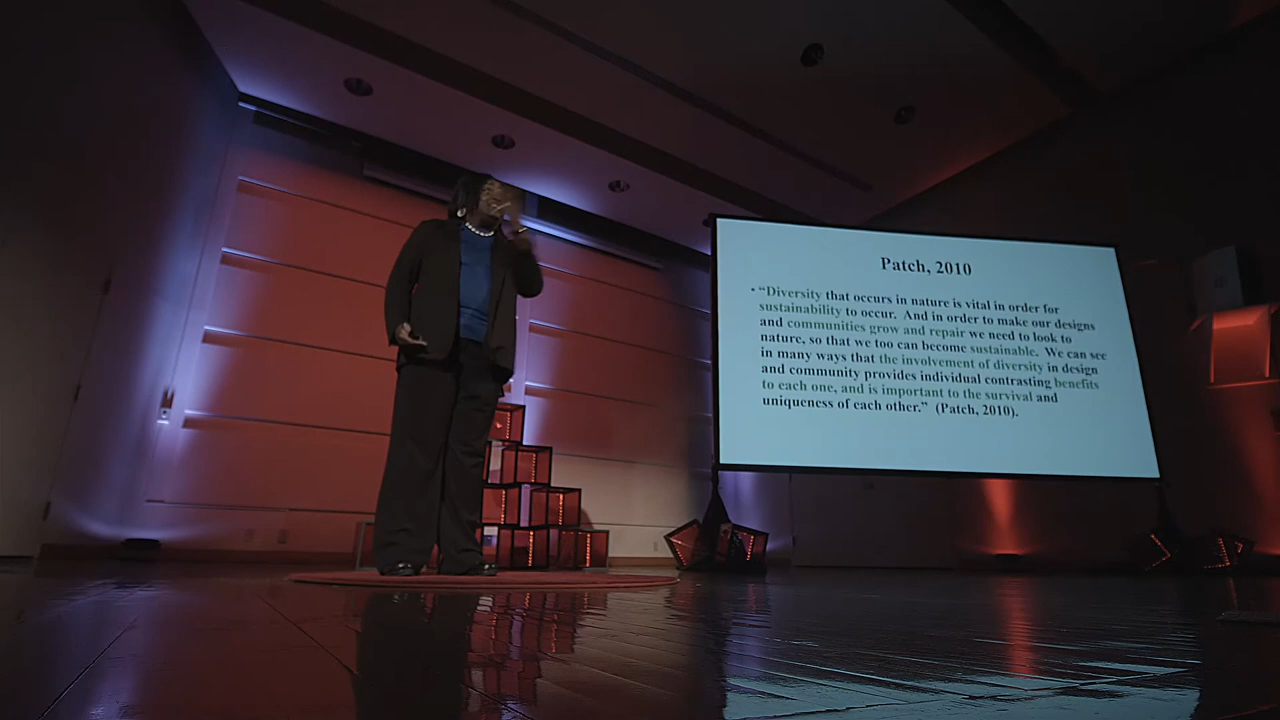 Patch, 2010
• “Diversity that occurs in nature is vital in order for
sustainability to occur. And in order to make our designs
and communities grow and repair we need to look to
nature, so that we too can become sustainable. We can see
in many ways that the involvement of diversity in design
and community provides individual contrasting benefits
to each one, and is important to the survival and
uniqueness of each other.” (Patch, 2010).